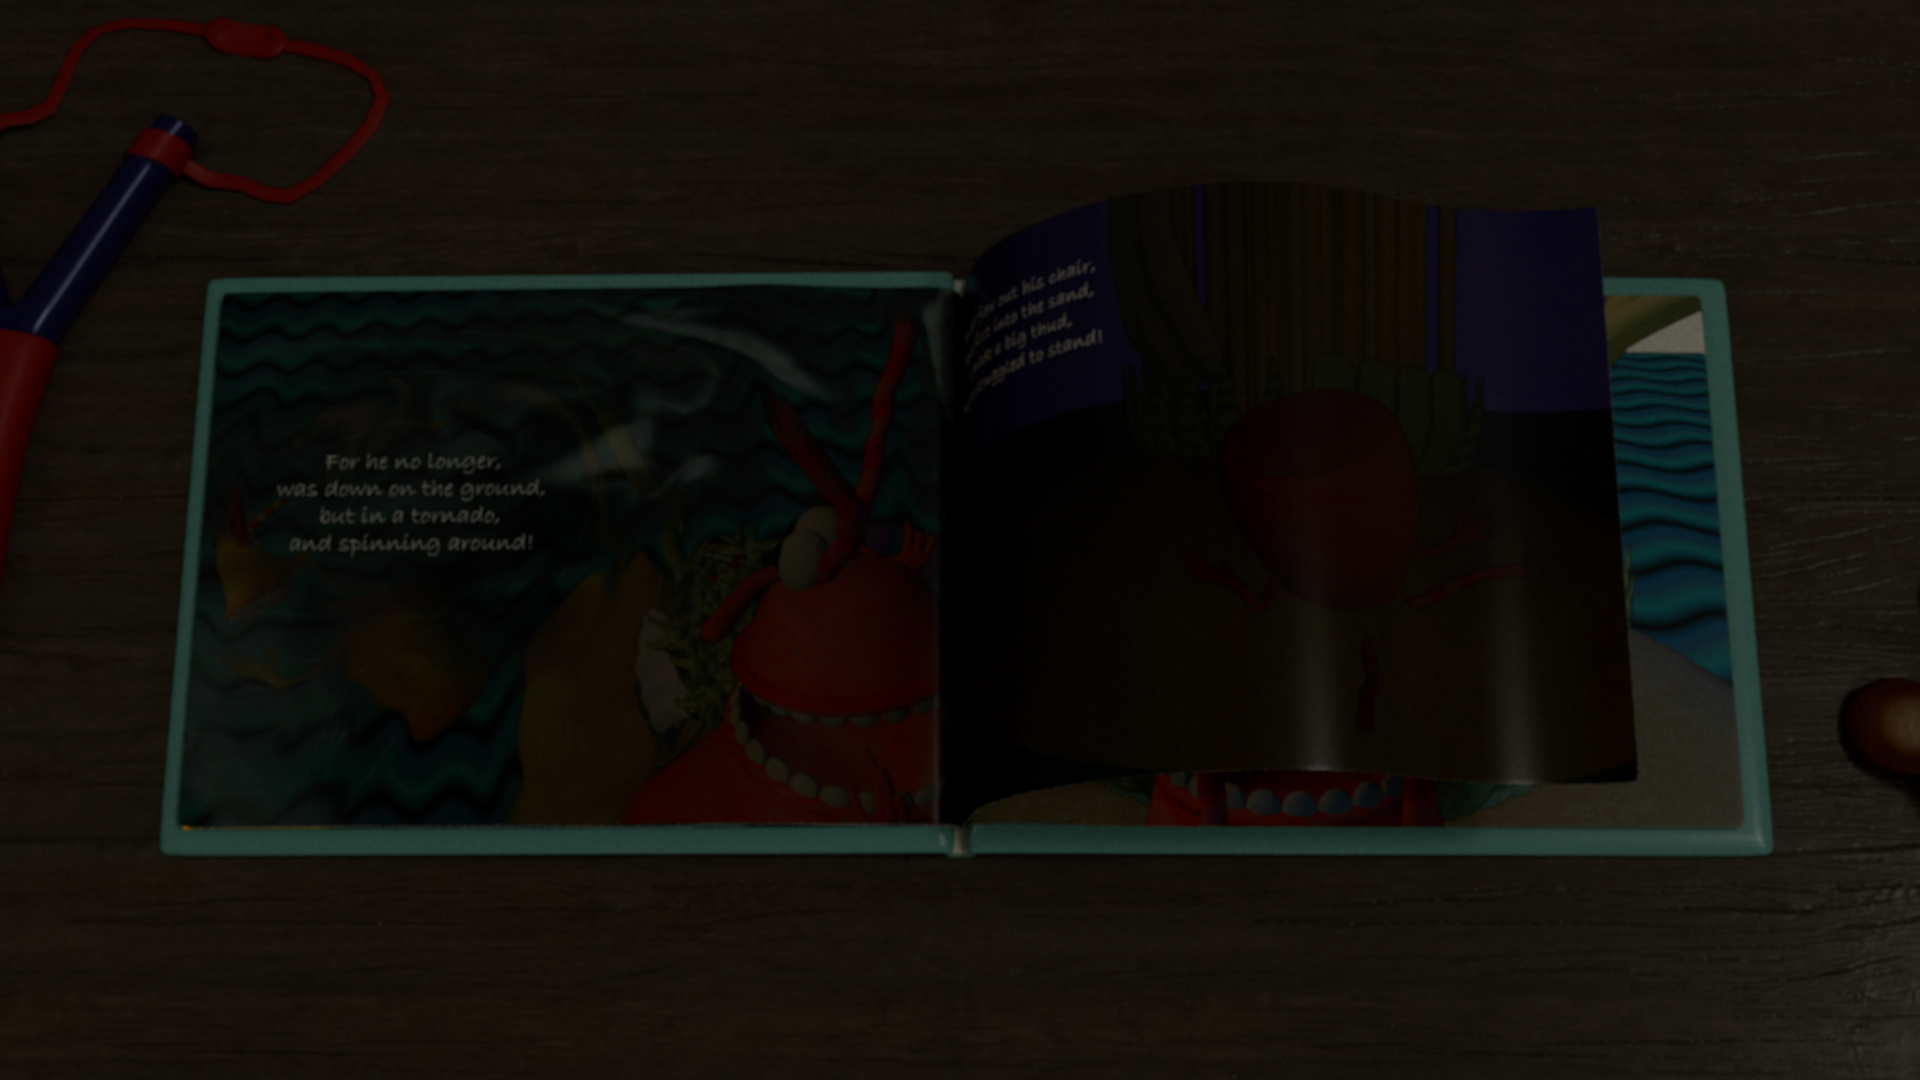 For he no longer,
was down on the ground,
but in a tornado,
and spinning around!
out his chair,
into the sand,
a big thud,
to stand!